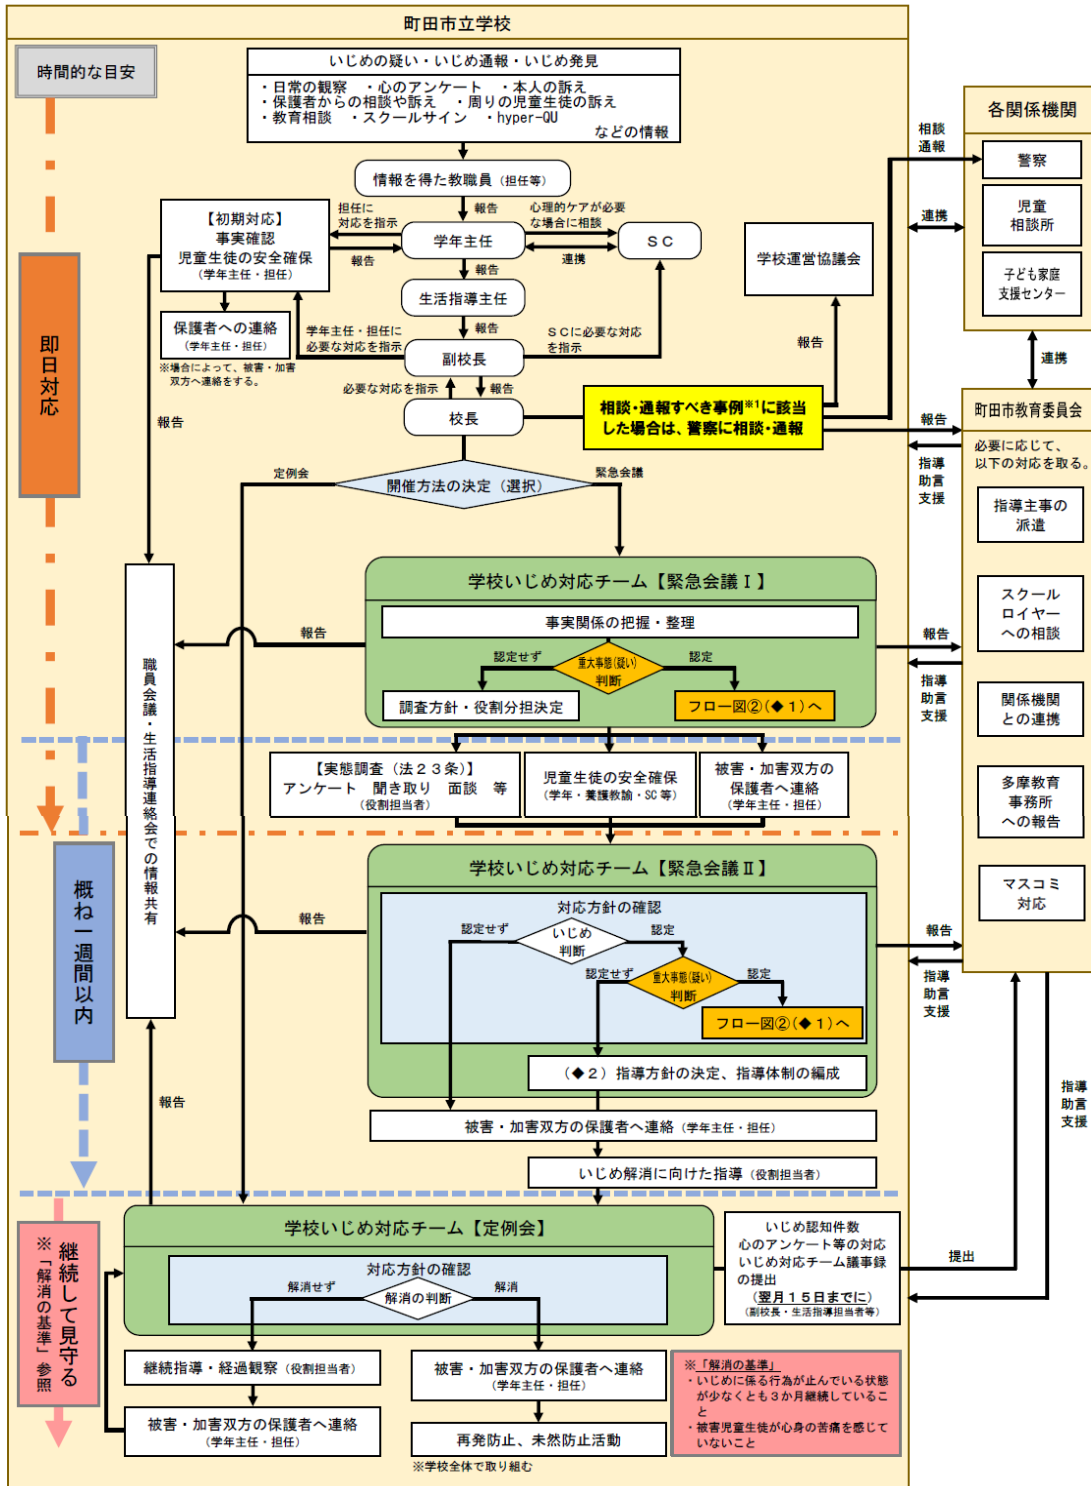 町田市立学校
時間的な目安
いじめの疑い・いじめ通報・いじめ発見
・日常の観察　・心のアンケート　・本人の訴え
・保護者からの相談や訴え　・周りの児童生徒の訴え
・教育相談　・スクールサイン　・hyper-QU
などの情報
情報を得た教職員（担任等）
報告
担任に
対応を指示
心理的ケアが必要
な場合に相談
【初期対応】
事実確認
児童生徒の安全確保
（学年主任・担任）
学年主任
ＳＣ
報告
連携
報告
生活指導主任
保護者への連絡
（学年主任・担任）
※場合によって、被害・加害
双方へ連絡をする。
学年主任・担任に
必要な対応を指示
報告
ＳＣに必要な対応
を指示
副校長
必要な対応を指示
報告
校長
学校運営協議会
報告
相談・通報すべき事例※1に該当
した場合は、警察に相談・通報
相談
通報
連携
各関係機関
警察
児童
相談所
子ども家庭
支援センター
連携
即日対応
報告
定例会
開催方法の決定（選択）
緊急会議
報告
指導
助言
支援
町田市教育委員会
必要に応じて、
以下の対応を取る。
指導主事の
派遣
スクール
ロイヤー
への相談
関係機関
との連携
多摩教育
事務所
への報告
マスコミ
対応
学校いじめ対応チーム【緊急会議Ⅰ】
事実関係の把握・整理
認定せず
重大事態(疑い)
判断
認定
調査方針・役割分担決定
フロー図②(◆１)へ
報告
報告
指導
助言
支援
職員会議・生活指導連絡会での情報共有
【実態調査（法２３条）】
アンケート　聞き取り　面談　等
（役割担当者）
児童生徒の安全確保
（学年・養護教諭・SC 等）
被害・加害双方の
保護者へ連絡
（学年主任・担任）
概ね一週間以内
学校いじめ対応チーム【緊急会議Ⅱ】
対応方針の確認
認定せず
いじめ
判断
認定
認定せず
重大事態(疑い)
判断
認定
フロー図②(◆１)へ
（◆２）指導方針の決定、指導体制の編成
報告
報告
指導
助言
支援
被害・加害双方の保護者へ連絡（学年主任・担任）
いじめ解消に向けた指導（役割担当者）
報告
指導
助言
支援
継続して見守る
※「解消の基準」参照
学校いじめ対応チーム【定例会】
対応方針の確認
解消せず
解消の判断
解消
いじめ認知件数
心のアンケート等の対応
いじめ対応チーム議事録
の提出
（翌月１５日までに）
（副校長・生活指導担当者等）
提出
継続指導・経過観察（役割担当者）
被害・加害双方の保護者へ連絡
（学年主任・担任）
被害・加害双方の保護者へ連絡
（学年主任・担任）
再発防止、未然防止活動
※学校全体で取り組む
※「解消の基準」
・いじめに係る行為が止んでいる状態
が少なくとも３か月継続しているこ
と
・被害児童生徒が心身の苦痛を感じて
いないこと